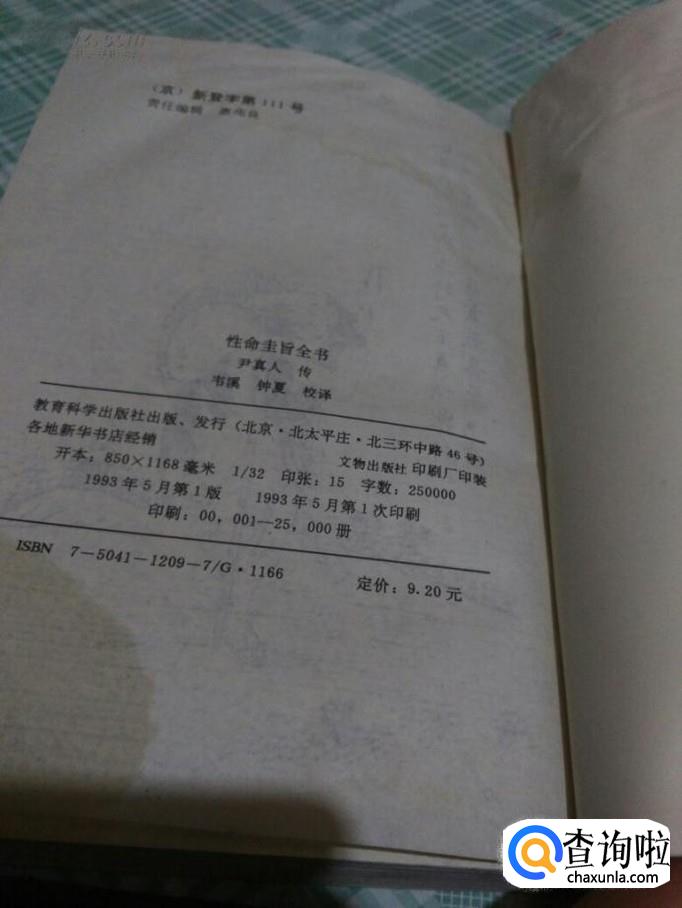 (京)新登字第111号
责任编辑
性命圭旨全书
尹真人 传
韦溪 钟夏 校译
教育科学出版社出版、发行(北京·北太平庄·北三环中路46号)
各地新华书店经销 文物出版社 印刷厂印装
开本:850×1168毫米 1/32 印张:15 字数:250000
1993年5月第1版 1993年5月第1次印刷
印刷:00,001—25,000册
ISBN 7—5041—1209—7/G·1166 定价:9.20元
查询啦
chaxunla.com